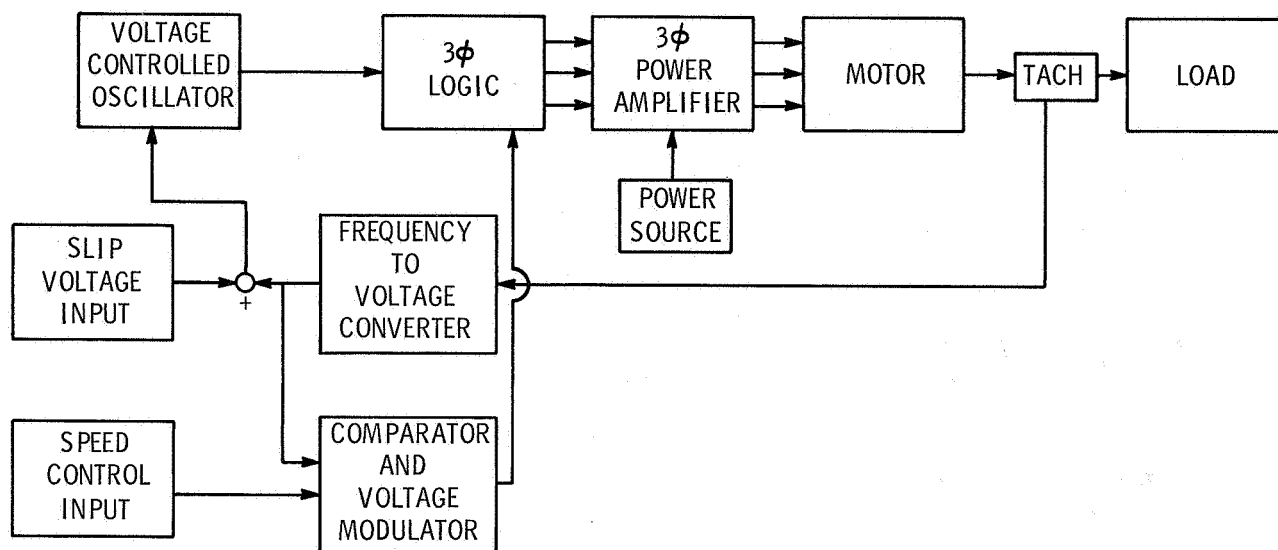 VOLTAGE
CONTROLLED
OSCILLATOR
3ϕ
LOGIC
3ϕ
POWER
AMPLIFIER
MOTOR
TACH
LOAD
POWER
SOURCE
SLIP
VOLTAGE
INPUT
+
FREQUENCY
TO
VOLTAGE
CONVERTER
SPEED
CONTROL
INPUT
COMPARATOR
AND
VOLTAGE
MODULATOR